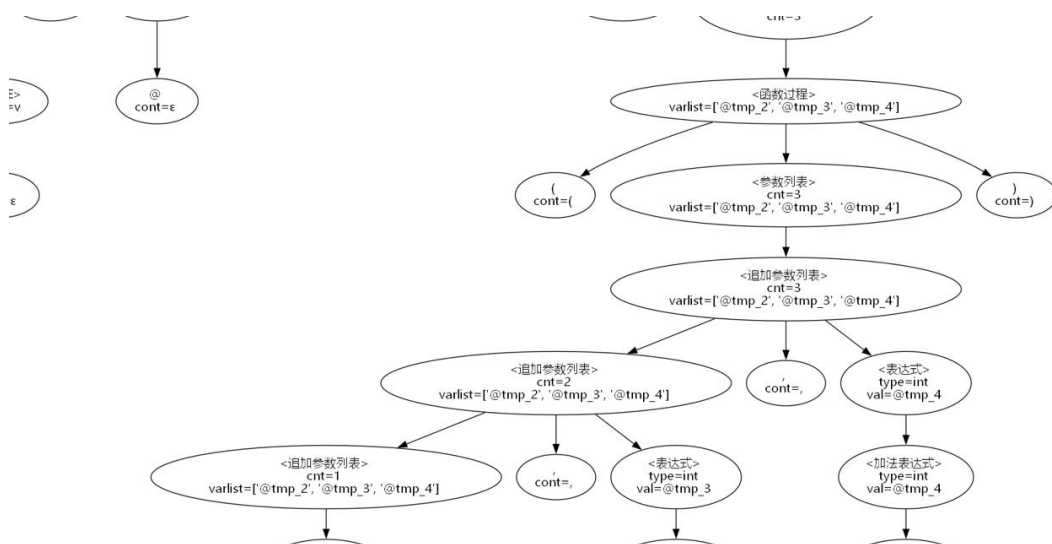 cnt=3
@
cont=ε
E>
=v
<函数过程>
varlist=['@tmp_2', '@tmp_3', '@tmp_4']
ε
(
cont=(
<参数列表>
cnt=3
varlist=['@tmp_2', '@tmp_3', '@tmp_4']
)
cont=)
<追加参数列表>
cnt=3
varlist=['@tmp_2', '@tmp_3', '@tmp_4']
<追加参数列表>
cnt=2
varlist=['@tmp_2', '@tmp_3', '@tmp_4']
,
cont=,
<表达式>
type=int
val=@tmp_4
<追加参数列表>
cnt=1
varlist=['@tmp_2', '@tmp_3', '@tmp_4']
,
cont=,
<表达式>
type=int
val=@tmp_3
<加法表达式>
type=int
val=@tmp_4